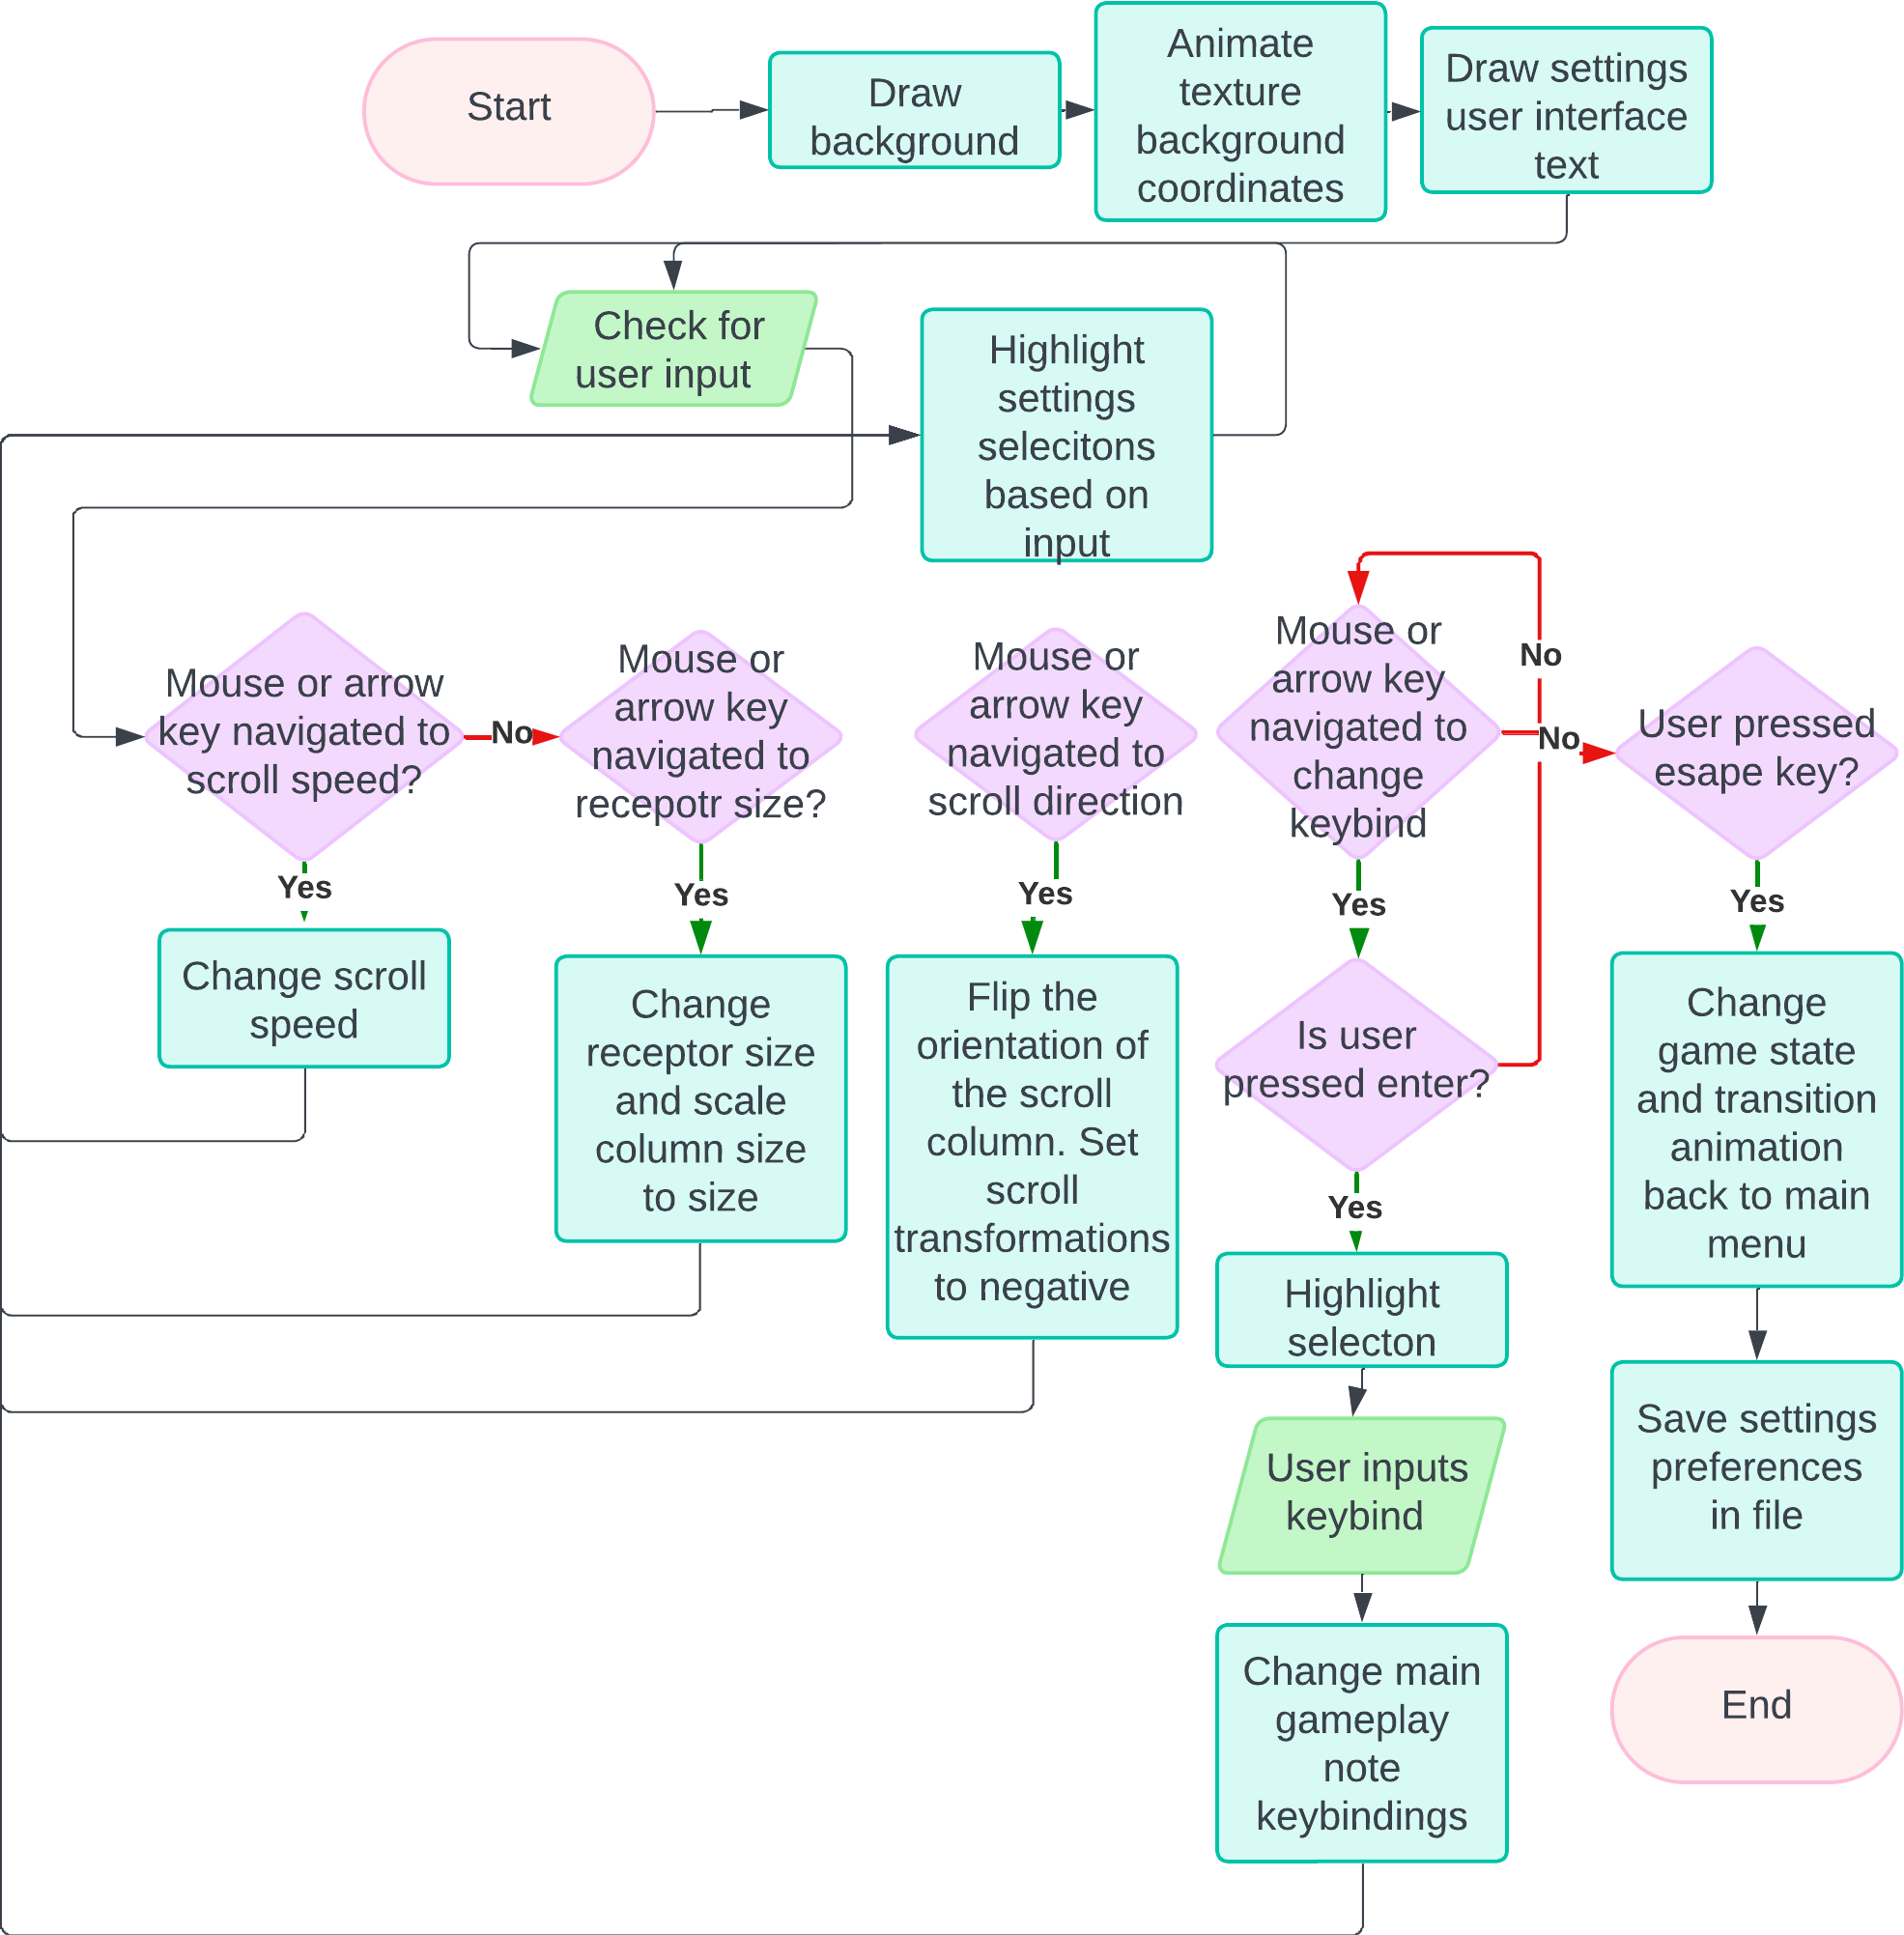 Start
Draw
background
Animate
texture
background
coordinates
Draw settings
user interface
text
Check for
user input
Highlight
settings
selecitons
based on
input
Mouse or arrow
key navigated to
scroll speed?
No
Mouse or
arrow key
navigated to
recepotr size?
Mouse or
arrow key
navigated to
scroll direction
Mouse or
arrow key
navigated to
change
keybind
No
No
User pressed
esape key?
Yes
Yes
Yes
Yes
Yes
Change scroll
speed
Change
receptor size
and scale
column size
to size
Flip the
orientation of
the scroll
column. Set
scroll
transformations
to negative
Is user
pressed enter?
Yes
Highlight
selecton
User inputs
keybind
Change main
gameplay
note
keybindings
Change
game state
and transition
animation
back to main
menu
Save settings
preferences
in file
End